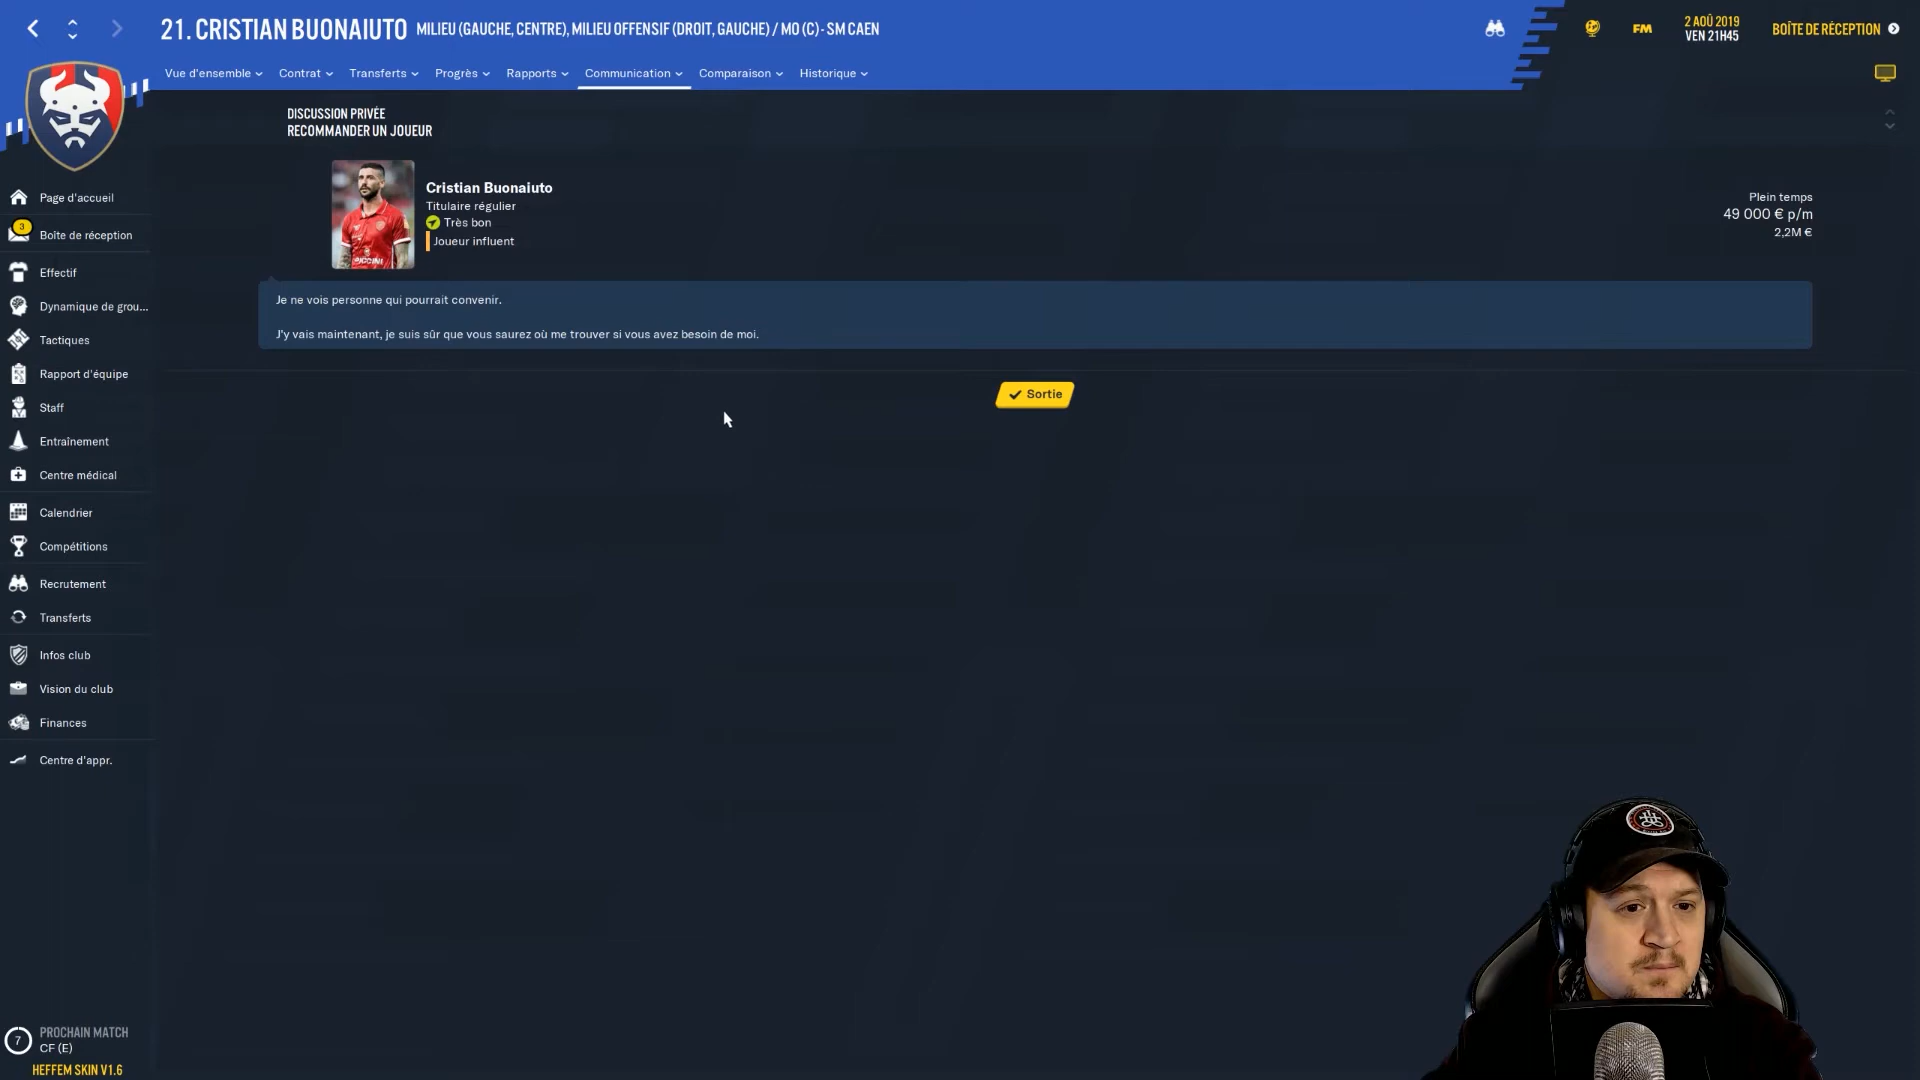 21. CRISTIAN BUONAIUTO MILIEU (GAUCHE, CENTRE), MILIEU OFFENSIF (DROIT, GAUCHE) / MO (C) - SM CAEN
FM
2 AOÛ 2019
VEN 21H45
BOÎTE DE RÉCEPTION
Vue d'ensemble
Contrat
Transferts
Progrès
Rapports
Communication
Comparaison
Historique
DISCUSSION PRIVÉE
RECOMMANDER UN JOUEUR
Cristian Buonaiuto
Titulaire régulier
Très bon
Joueur influent
Plein temps
49 000 € p/m
2,2M €
Je ne vois personne qui pourrait convenir.
J'y vais maintenant, je suis sûr que vous saurez où me trouver si vous avez besoin de moi.
Sortie
Page d'accueil
3
Boîte de réception
Effectif
Dynamique de grou...
Tactiques
Rapport d'équipe
Staff
Entraînement
Centre médical
Calendrier
Compétitions
Recrutement
Transferts
Infos club
Vision du club
Finances
Centre d'appr.
7
PROCHAIN MATCH
CF (E)
HEFFEM SKIN V1.6